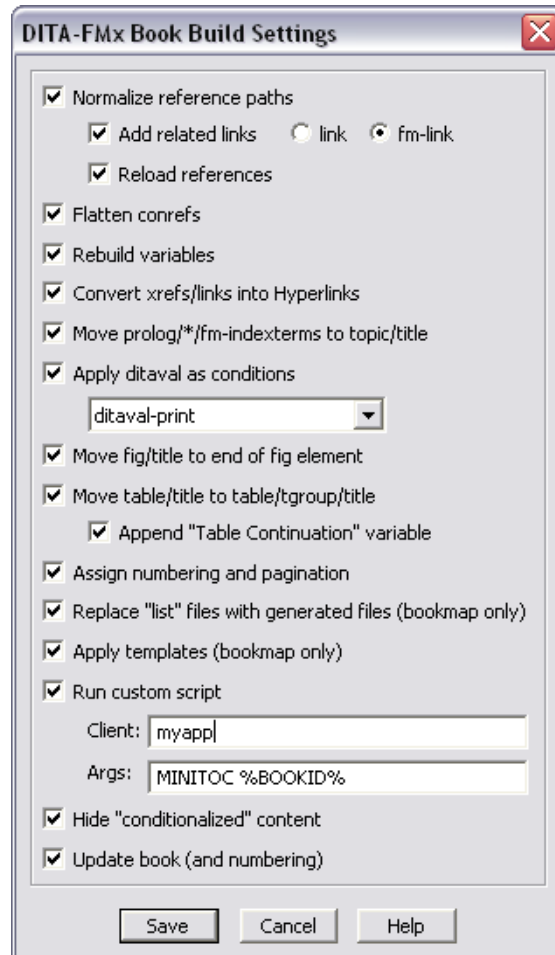 DITA-FMx Book Build Settings
Normalize reference paths
Add related links link fm-link
Reload references
Flatten conrefs
Rebuild variables
Convert xrefs/links into Hyperlinks
Move prolog/*/fm-indexterms to topic/title
Apply ditaval as conditions
ditaval-print
Move fig/title to end of fig element
Move table/title to table/tgroup/title
Append "Table Continuation" variable
Assign numbering and pagination
Replace "list" files with generated files (bookmap only)
Apply templates (bookmap only)
Run custom script
Client: myapp
Args: MINITOC %BOOKID%
Hide "conditionalized" content
Update book (and numbering)
Save Cancel Help